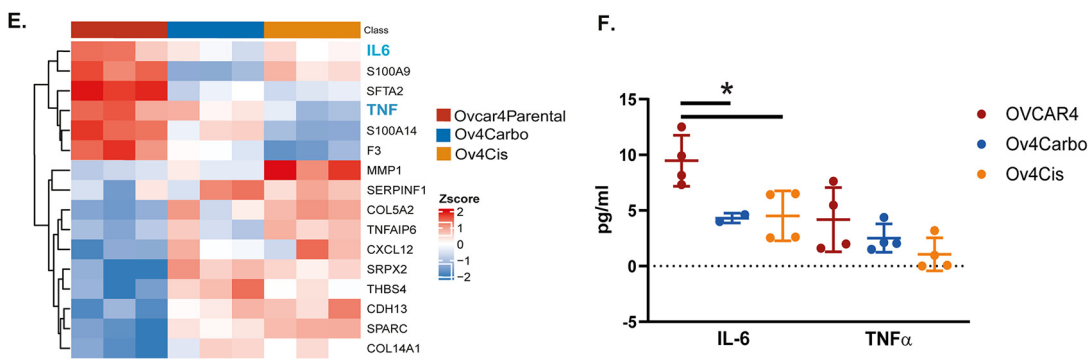 E.
Class
IL6
S100A9
SFTA2
TNF
S100A14
F3
MMP1
SERPINF1
COL5A2
TNFAIP6
CXCL12
SRPX2
THBS4
CDH13
SPARC
COL14A1
Ovcar4Parental
Ov4Carbo
Ov4Cis
Zscore
2
1
0
−1
−2
F.
*
15
10
5
0
-5
pg/ml
IL-6
TNFα
OVCAR4
Ov4Carbo
Ov4Cis